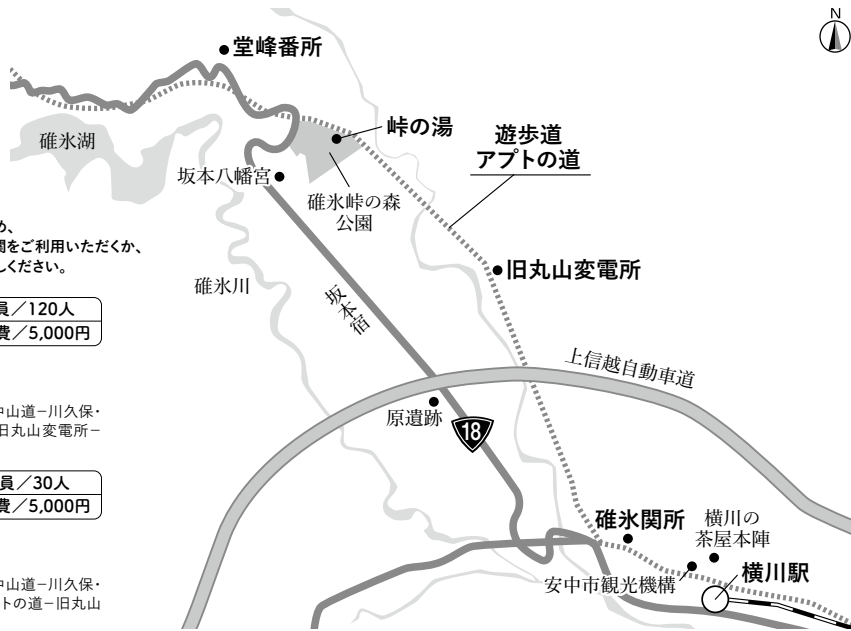 N
堂峰番所
峠の湯
遊歩道
アプトの道
碓氷湖
坂本八幡宮
碓氷峠の森
公園
め、
関をご利用いただくか、
しください。
旧丸山変電所
碓氷川
坂本宿
員／120人
費／5,000円
上信越自動車道
中山道−川久保・
旧丸山変電所−
原遺跡
18
員／30人
費／5,000円
碓氷関所
横川の
茶屋本陣
安中市観光機構
横川駅
中山道−川久保・
トの道−旧丸山